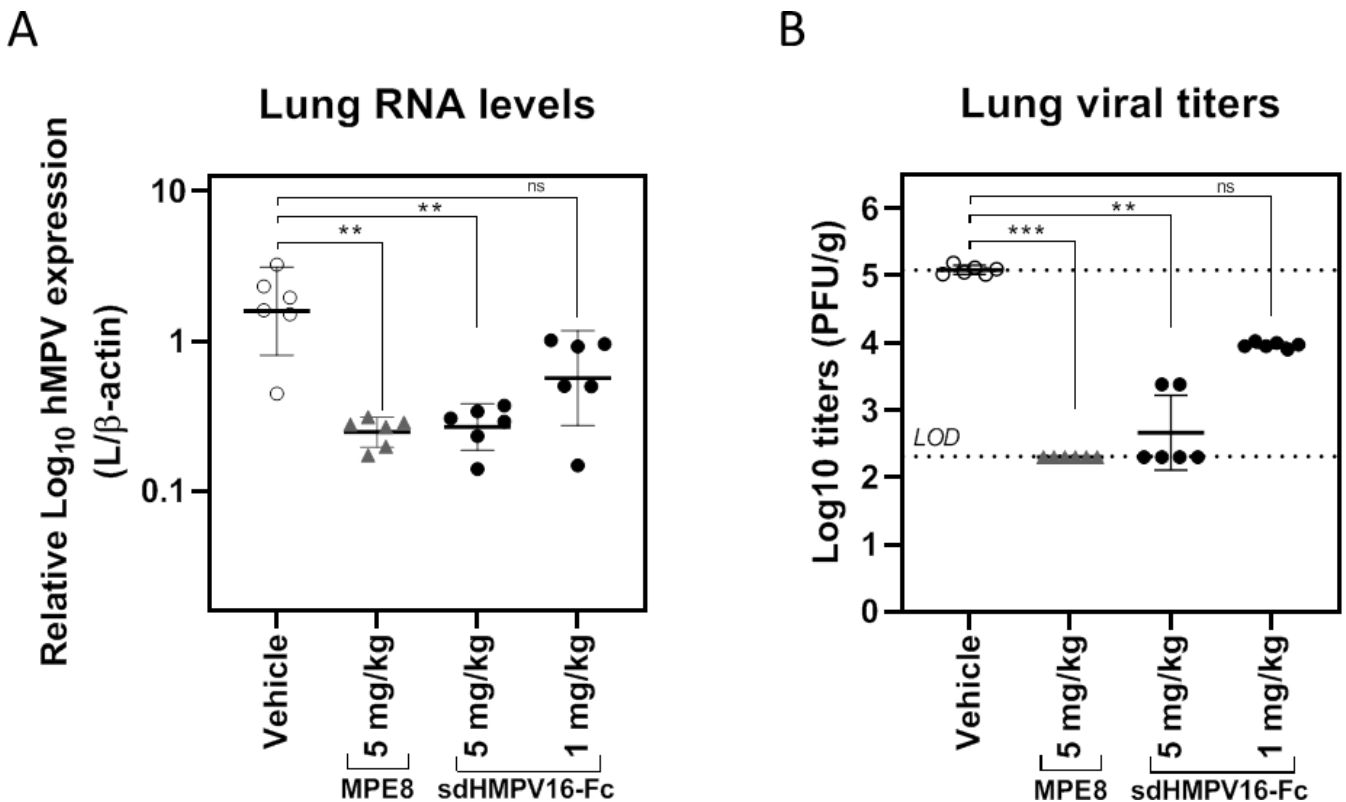 A
Lung RNA levels
Relative Log10 hMPV expression
(L/β-actin)
10
1
0.1
ns
**
**
Vehicle
5 mg/kg
5 mg/kg
1 mg/kg
MPE8
sdHMPV16-Fc
B
Lung viral titers
Log10 titers (PFU/g)
6
5
4
3
2
1
0
ns
**
***
LOD
Vehicle
5 mg/kg
5 mg/kg
1 mg/kg
MPE8
sdHMPV16-Fc